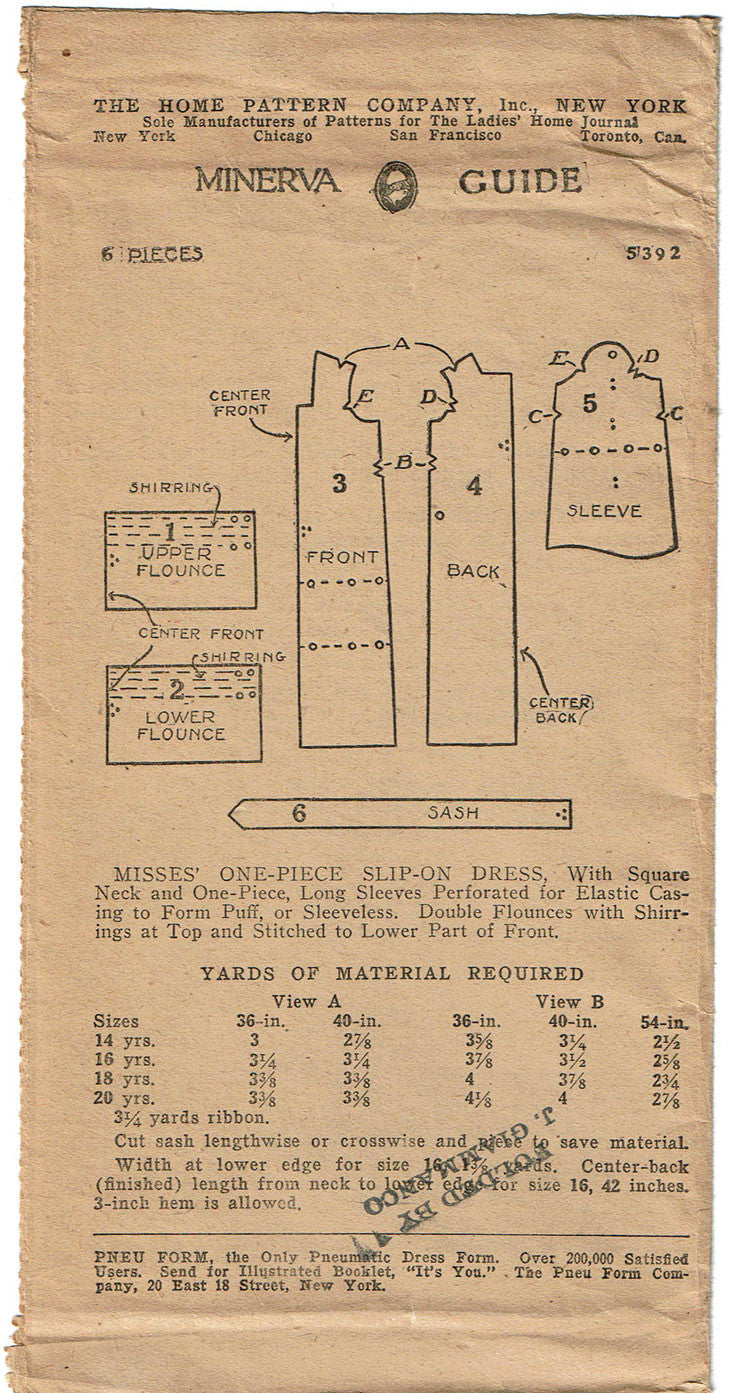 THE HOME PATTERN COMPANY, Inc., NEW YORK
Sole Manufacturers of Patterns for The Ladies' Home Journal
New York Chicago San Francisco Toronto, Can.
MINERVA GUIDE
6 PIECES 5392
A
E D
CENTER
FRONT
E D
C 5 C
B
3 4
SHIRRING
SLEEVE
1
UPPER
FLOUNCE
FRONT
BACK
CENTER FRONT
SHIRRING
2
LOWER
FLOUNCE
CENTER
BACK
6 SASH
MISSES' ONE-PIECE SLIP-ON DRESS, With Square
Neck and One-Piece, Long Sleeves Perforated for Elastic Cas-
ing to Form Puff, or Sleeveless. Double Flounces with Shirr-
ings at Top and Stitched to Lower Part of Front.
YARDS OF MATERIAL REQUIRED
View A View B
Sizes 36-in. 40-in. 36-in. 40-in. 54-in.
14 yrs. 3 2⅞ 3⅝ 3¼ 2½
16 yrs. 3¼ 3¼ 3⅞ 3½ 2⅝
18 yrs. 3⅜ 3⅜ 4 3⅞ 2¾
20 yrs. 3⅜ 3⅜ 4⅛ 4 2⅞
3¼ yards ribbon.
Cut sash lengthwise or crosswise and piece to save material.
Width at lower edge for size 16, 1⅜ yards. Center-back
(finished) length from neck to lower edge for size 16, 42 inches.
3-inch hem is allowed.
FOLDED BY
J. GIAMMANCO
PNEU FORM, the Only Pneumatic Dress Form. Over 200,000 Satisfied
Users. Send for Illustrated Booklet, "It's You." The Pneu Form Com-
pany, 20 East 18 Street, New York.